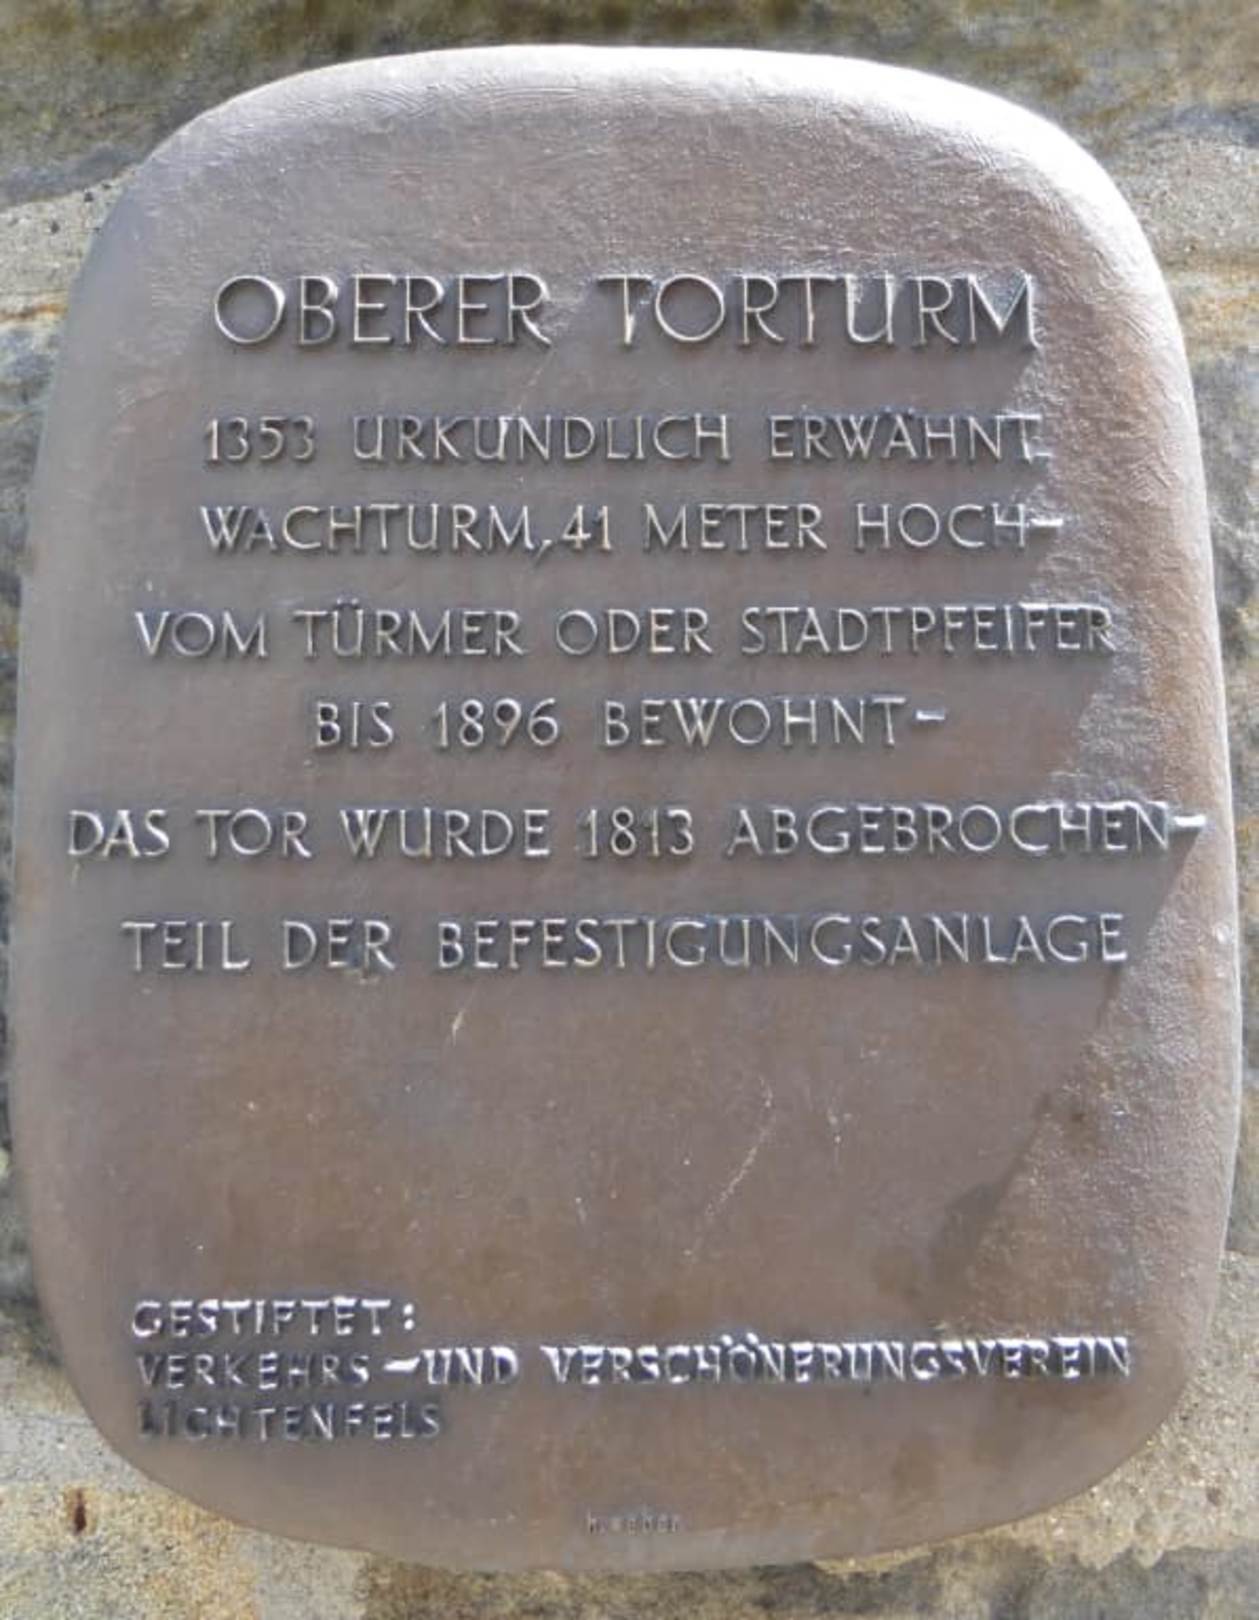 OBERER TORTURM
1353 URKUNDLICH ERWÄHNT
WACHTURM, 41 METER HOCH-
VOM TÜRMER ODER STADTPFEIFER
BIS 1896 BEWOHNT-
DAS TOR WURDE 1813 ABGEBROCHEN-
TEIL DER BEFESTIGUNGSANLAGE
GESTIFTET:
VERKEHRS-UND VERSCHÖNERUNGSVEREIN
LICHTENFELS